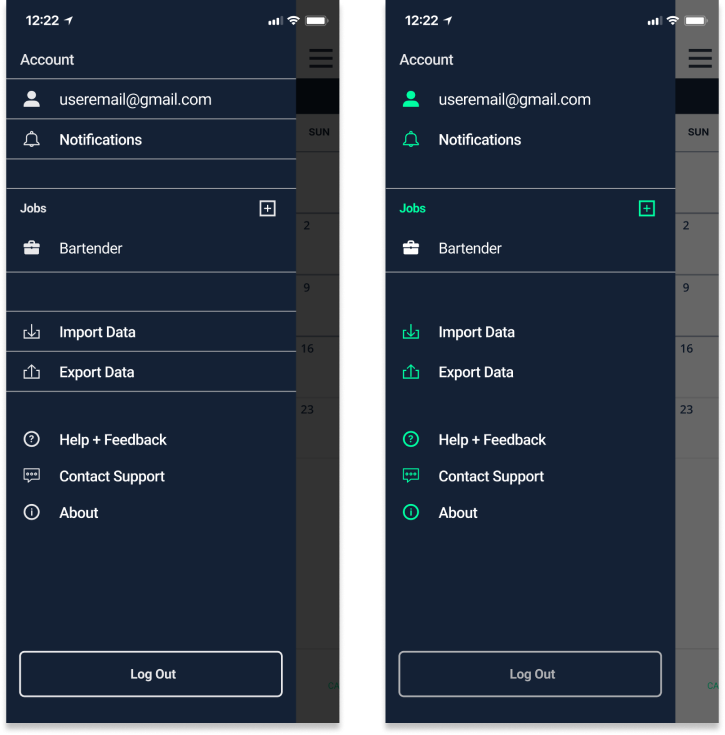 12:22
Account
SUN
useremail@gmail.com
Notifications
Jobs
2
Bartender
9
Import Data
16
Export Data
23
Help + Feedback
Contact Support
About
Log Out
CA
12:22
Account
useremail@gmail.com
SUN
Notifications
Jobs
2
Bartender
9
Import Data
16
Export Data
23
Help + Feedback
Contact Support
About
Log Out
CA